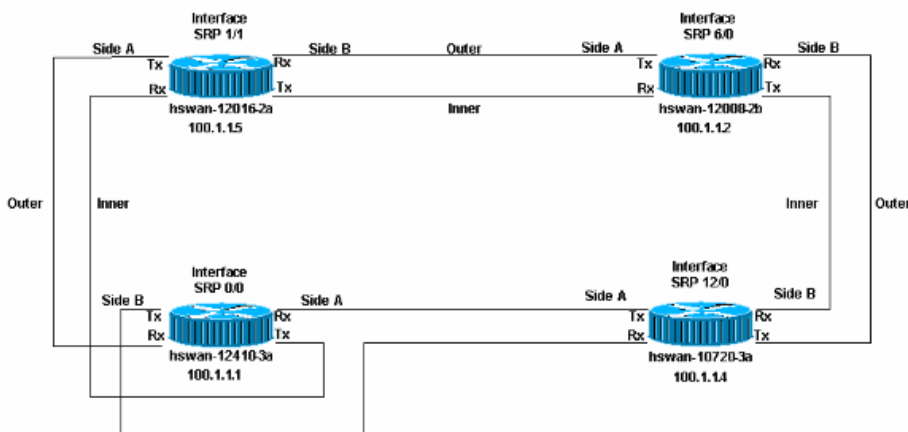 Interface
SRP 1/1
Interface
SRP 6/0
Side A
Side B
Outer
Side A
Side B
Tx
Rx
Tx
Rx
Rx
Tx
Rx
Tx
hswan-12016-2a
Inner
hswan-12008-2b
100.1.1.5
100.1.1.2
Outer
Inner
Inner
Outer
Interface
SRP 0/0
Interface
SRP 12/0
Side B
Side A
Side A
Side B
Tx
Rx
Tx
Rx
Rx
Tx
Rx
Tx
hswan-12410-3a
hswan-10720-3a
100.1.1.1
100.1.1.4